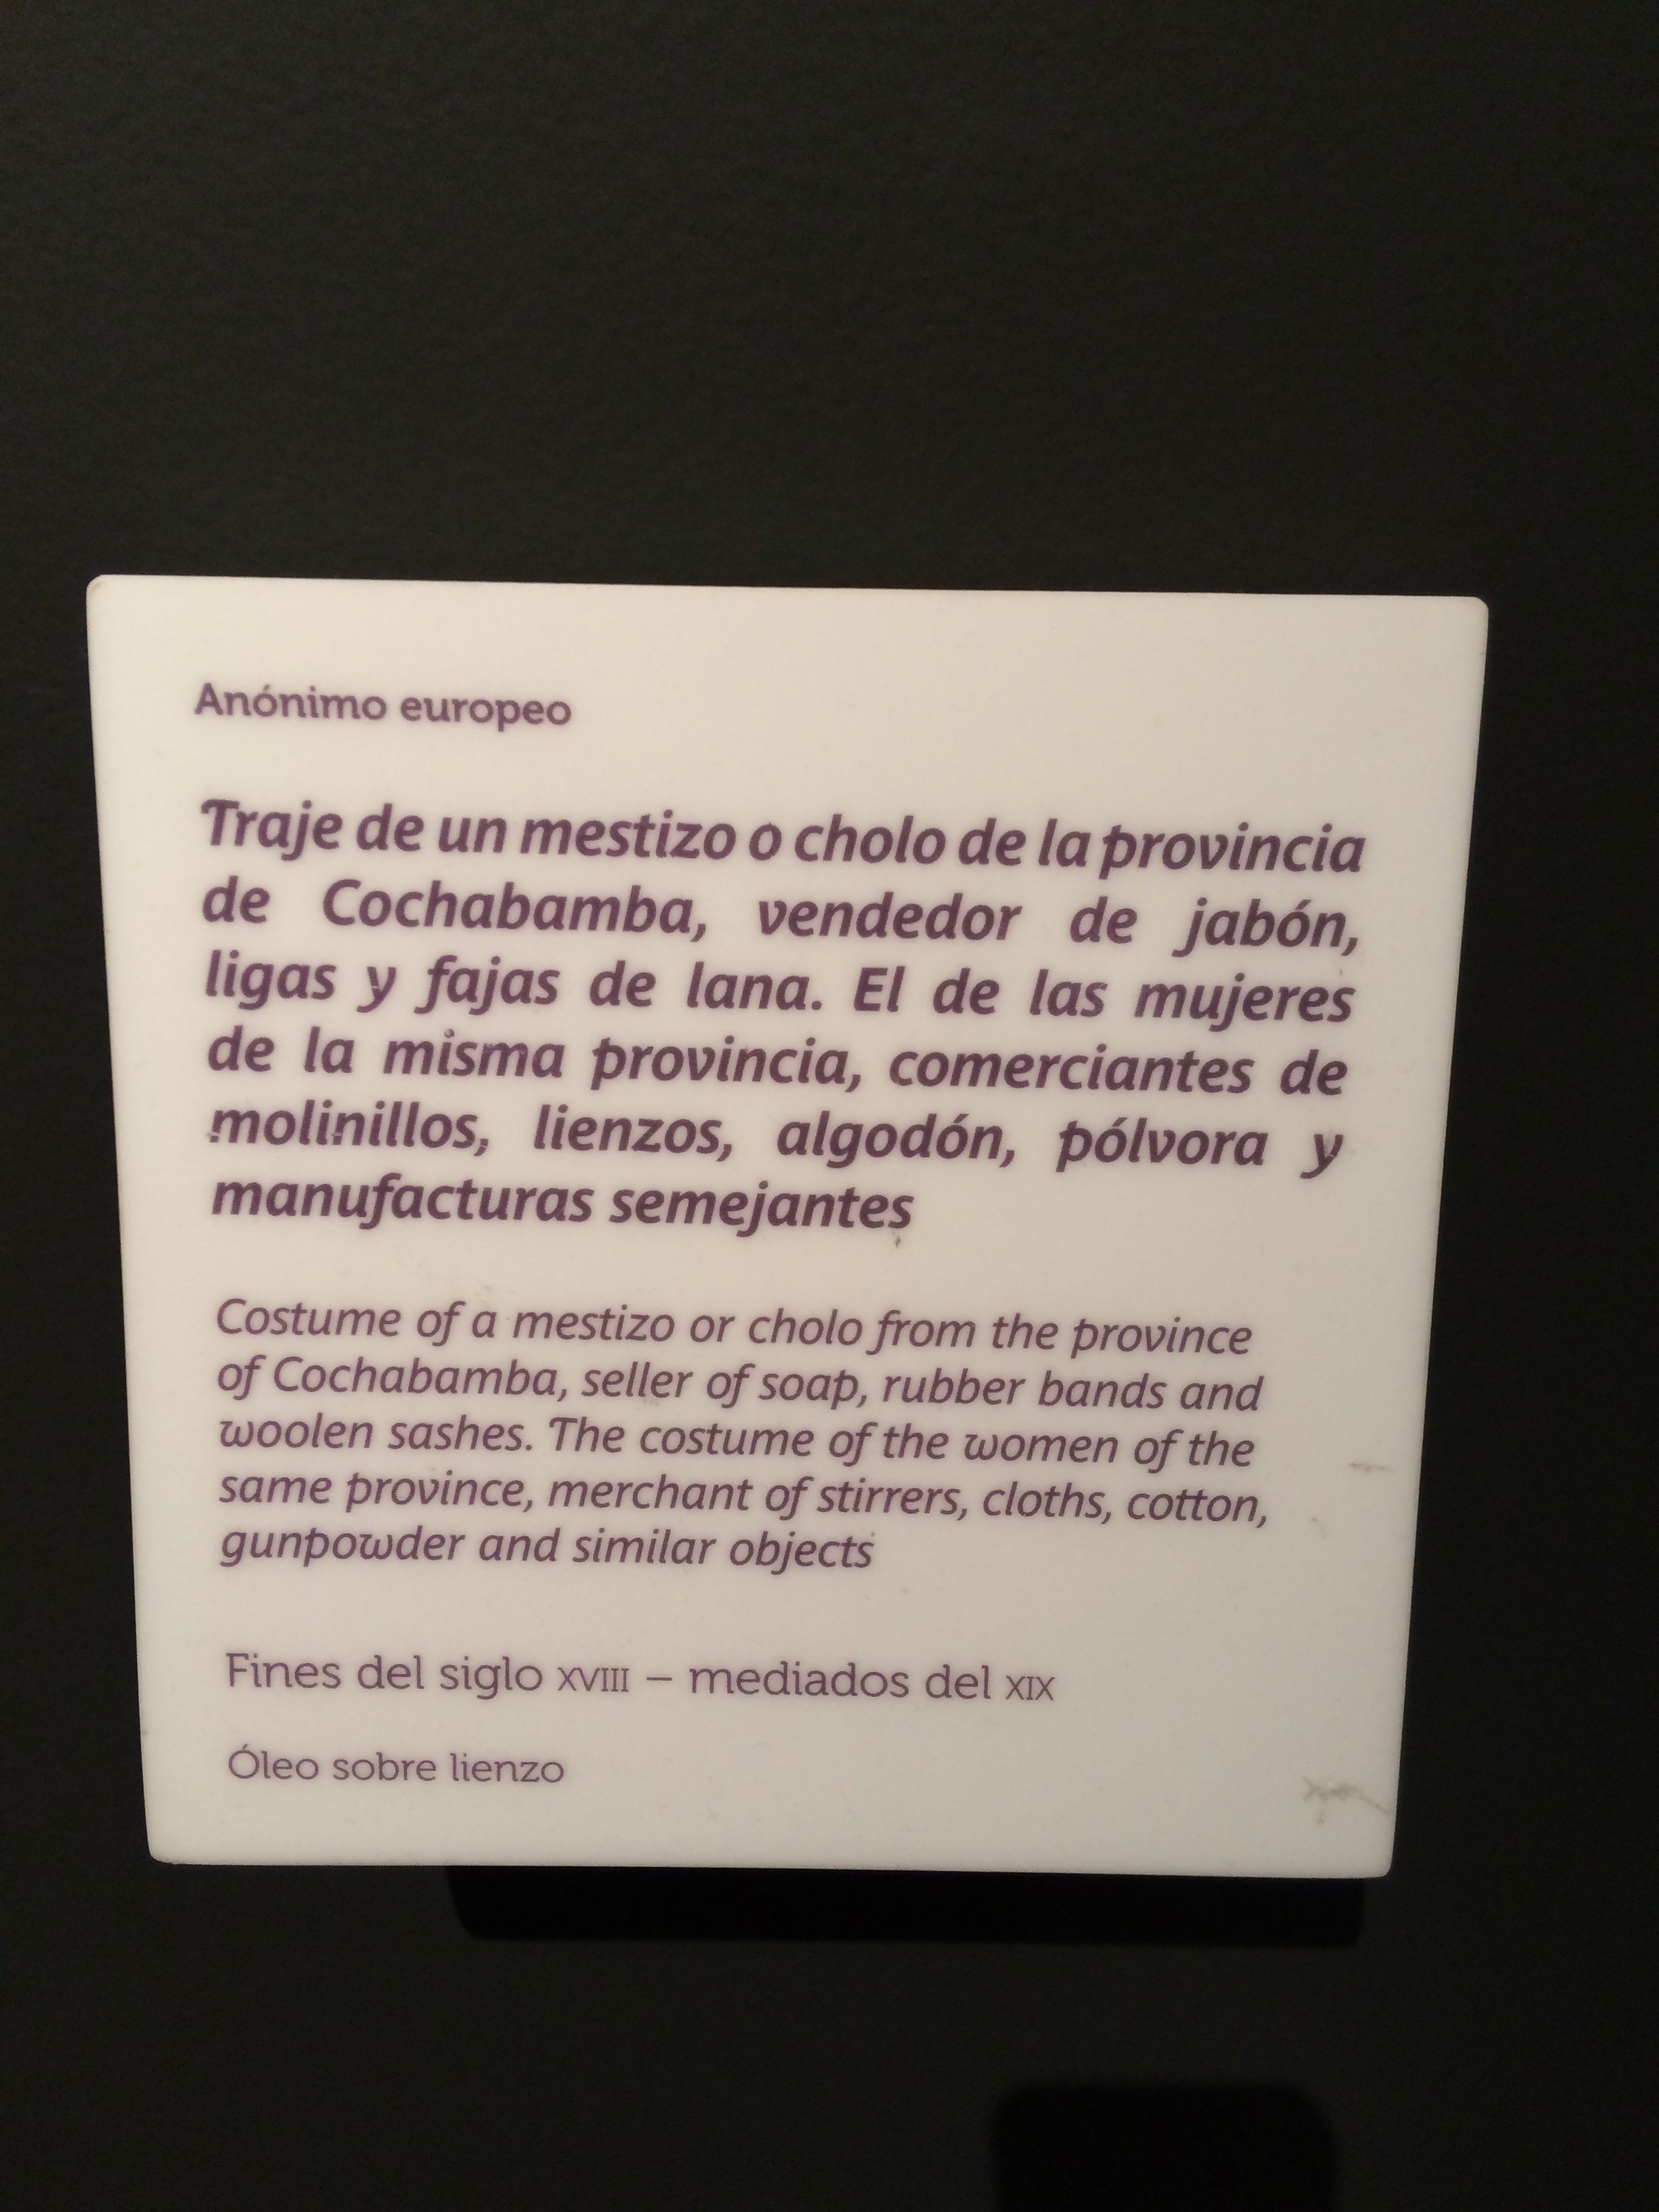 Anónimo europeo
Traje de un mestizo o cholo de la provincia
de Cochabamba, vendedor de jabón,
ligas y fajas de lana. El de las mujeres
de la misma provincia, comerciantes de
molinillos, lienzos, algodón, pólvora y
manufacturas semejantes
Costume of a mestizo or cholo from the province
of Cochabamba, seller of soap, rubber bands and
woolen sashes. The costume of the women of the
same province, merchant of stirrers, cloths, cotton,
gunpowder and similar objects
Fines del siglo XVIII – mediados del XIX
Óleo sobre lienzo